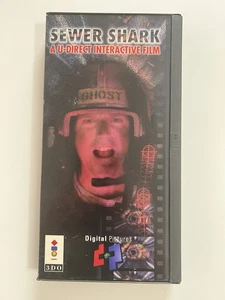 SEWER SHARK
A U-DIRECT INTERACTIVE FILM
GHOST
Digital Pictures
3DO